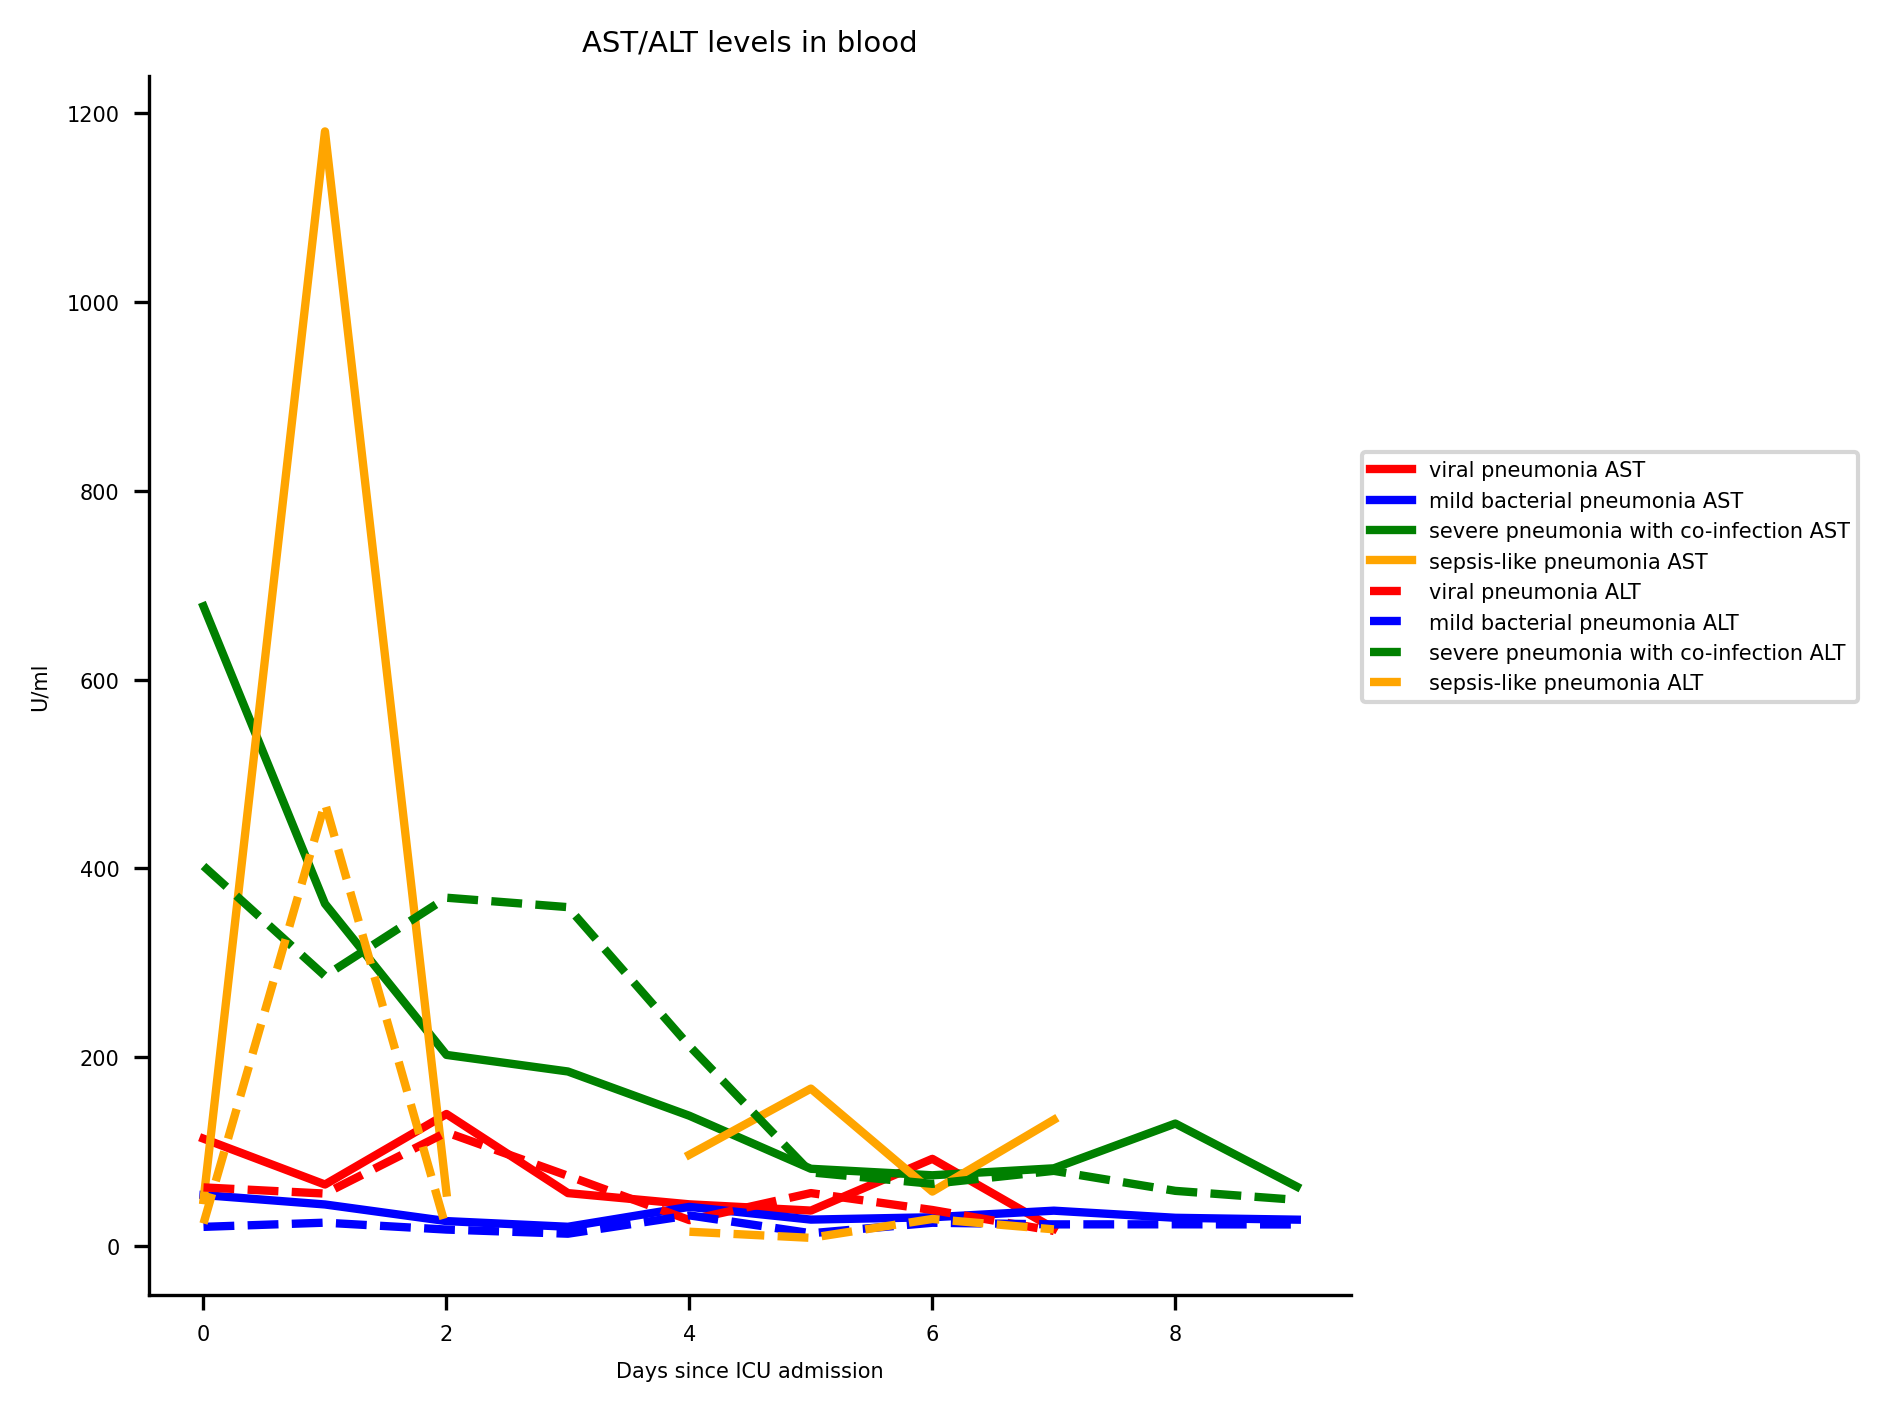 AST/ALT levels in blood
1200
1000
800
600
400
200
0
U/ml
0 2 4 6 8
Days since ICU admission
viral pneumonia AST
mild bacterial pneumonia AST
severe pneumonia with co-infection AST
sepsis-like pneumonia AST
viral pneumonia ALT
mild bacterial pneumonia ALT
severe pneumonia with co-infection ALT
sepsis-like pneumonia ALT